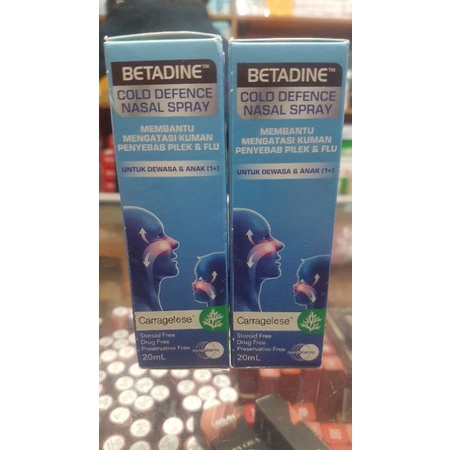 BETADINE™
COLD DEFENCE
NASAL SPRAY
MEMBANTU
MENGATASI KUMAN
PENYEBAB PILEK & FLU
UNTUK DEWASA & ANAK (1+)
Carragelose™
Steroid Free
Drug Free
Preservative Free
20mL
BETADINE™
COLD DEFENCE
NASAL SPRAY
MEMBANTU
MENGATASI KUMAN
PENYEBAB PILEK & FLU
UNTUK DEWASA & ANAK (1+)
Carragelose™
Steroid Free
Drug Free
Preservative Free
20mL